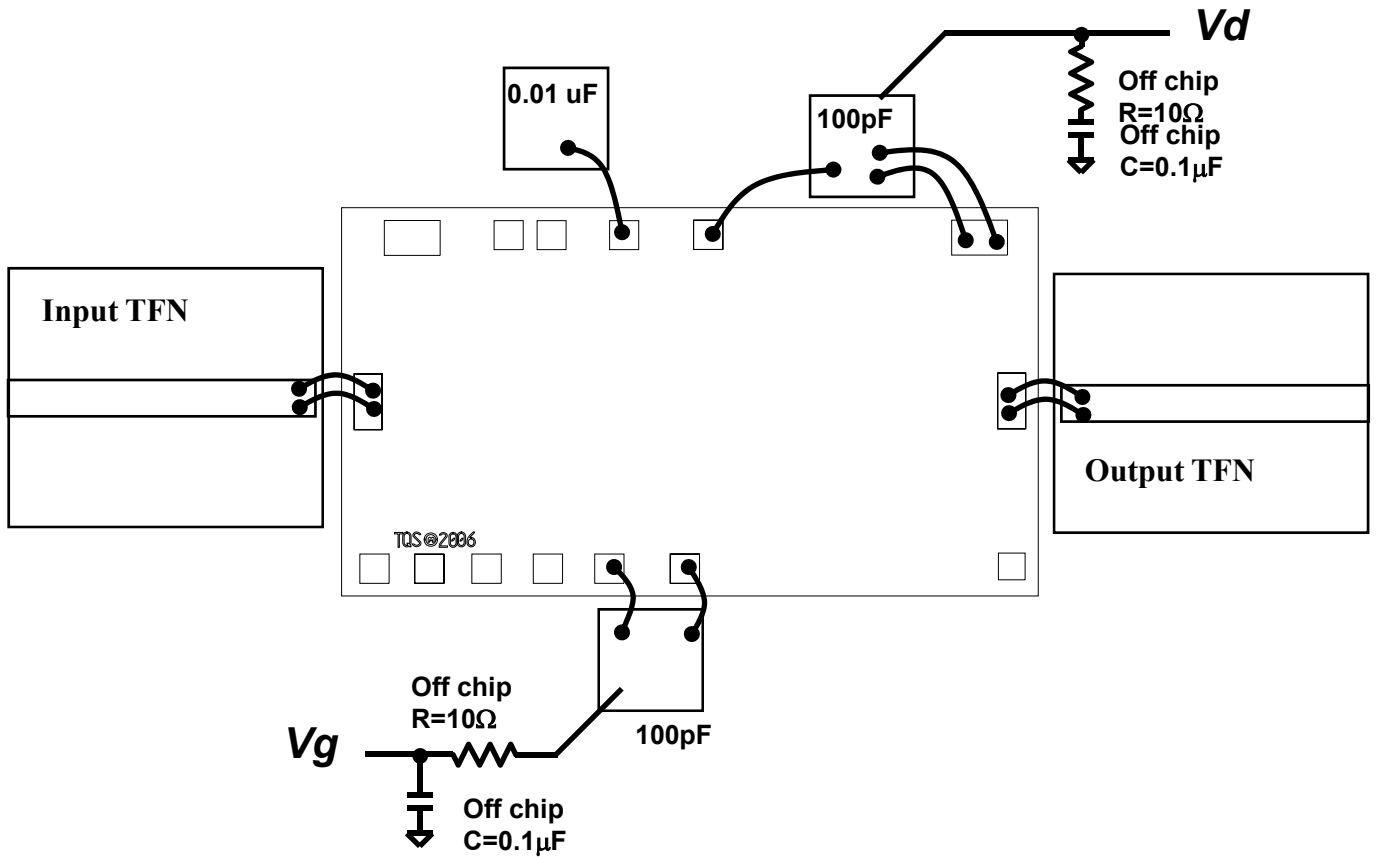 Vd
0.01 uF
100pF
Off chip
R=10Ω
Off chip
C=0.1μF
Input TFN
Output TFN
TQS©2006
Off chip
R=10Ω
100pF
Vg
Off chip
C=0.1μF